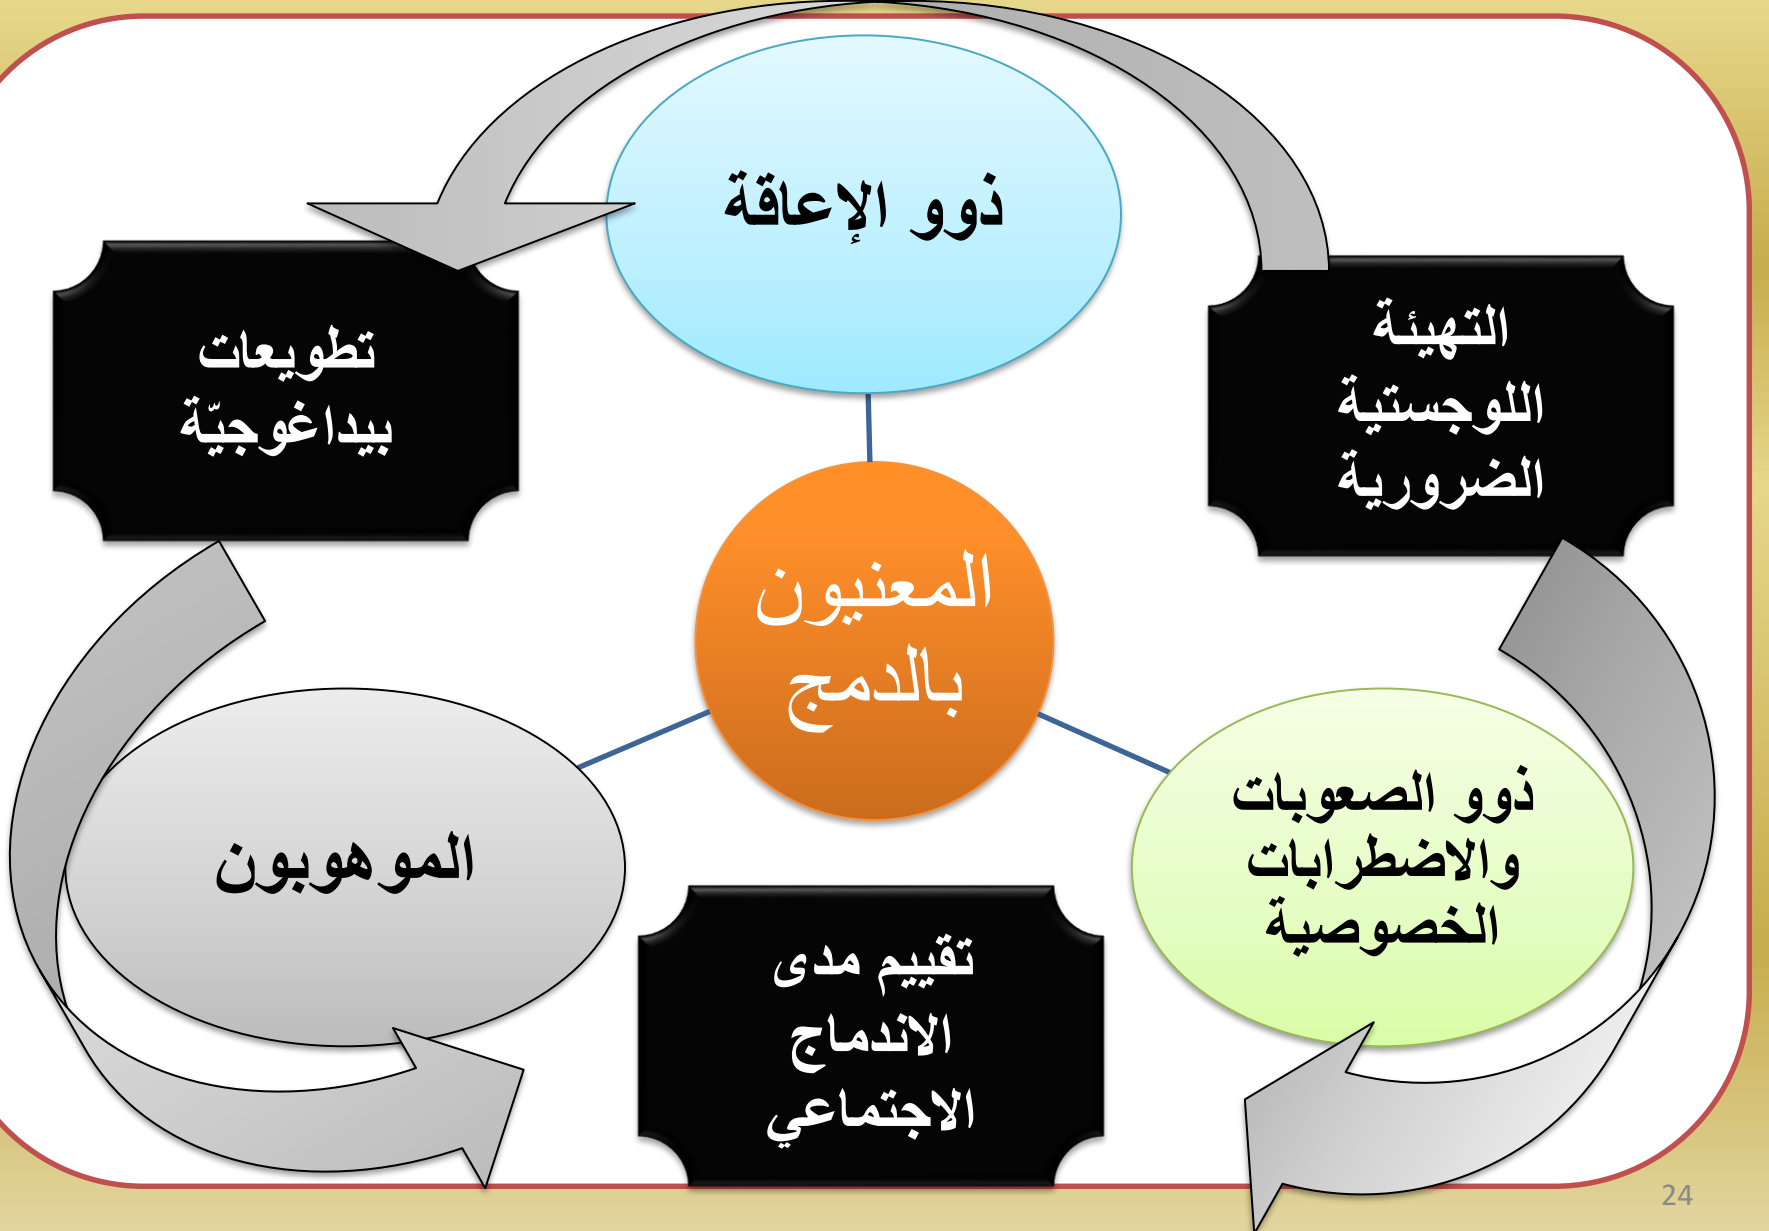 ذوو الإعاقة
التهيئة
اللوجستية
الضرورية
تطويعات
بيداغوجيّة
المعنيون
بالدمج
ذوو الصعوبات
والاضطرابات
الخصوصية
الموهوبون
تقييم مدى
الاندماج
الاجتماعي
24